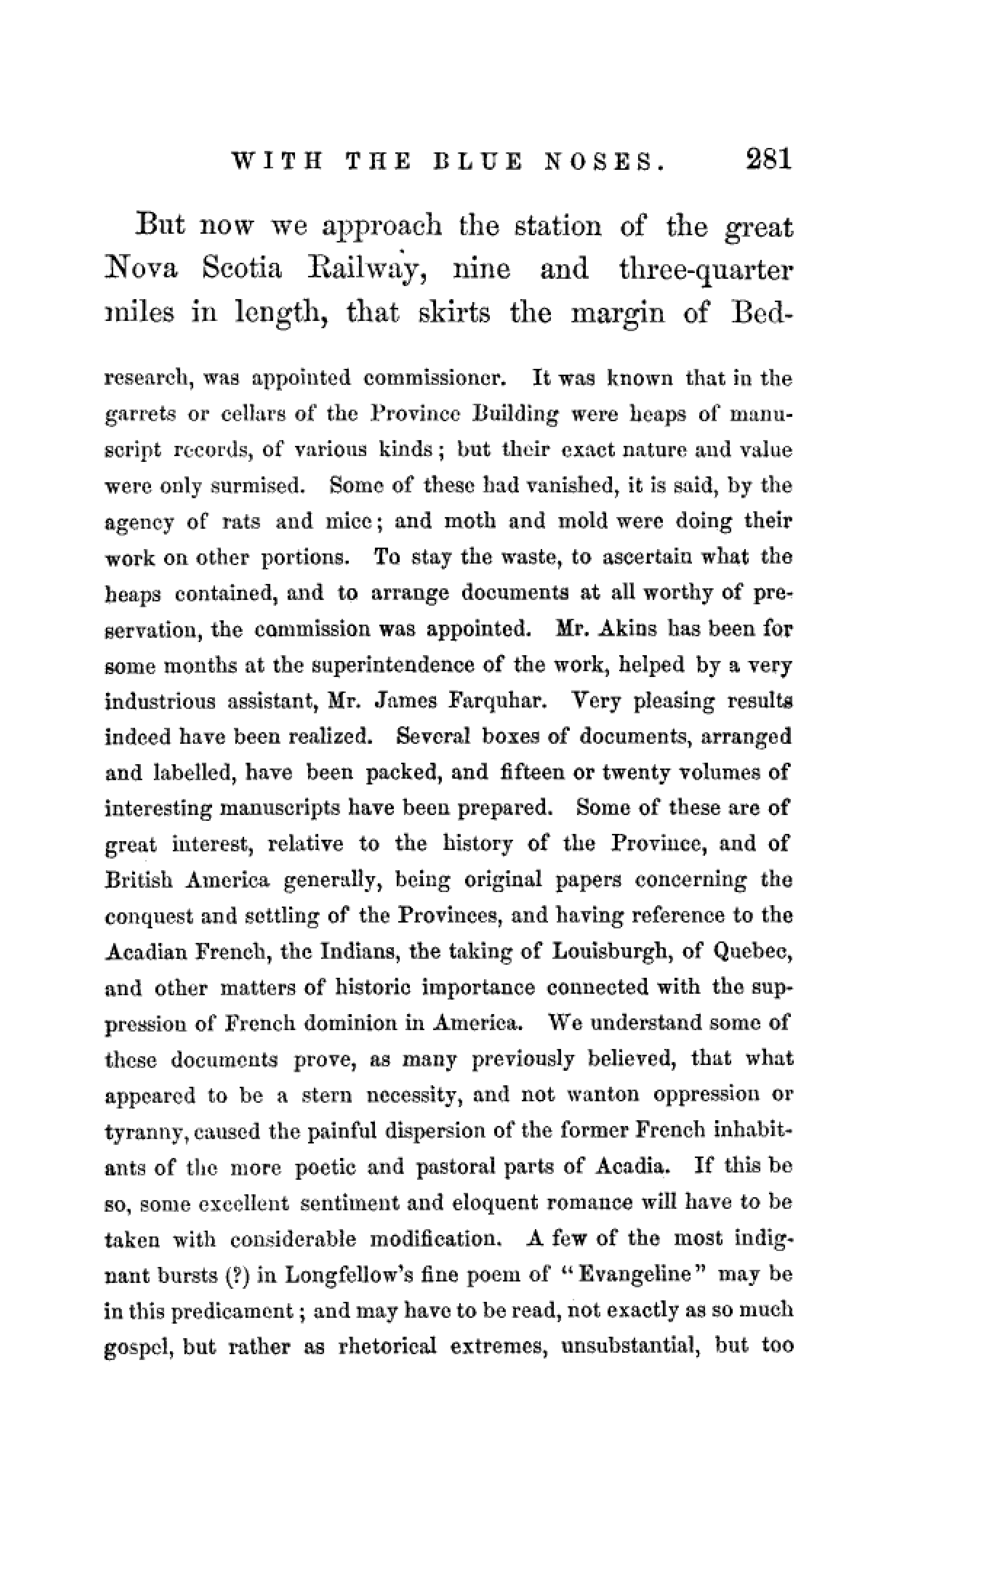 WITH THE BLUE NOSES. 281
But now we approach the station of the great
Nova Scotia Railway, nine and three-quarter
miles in length, that skirts the margin of Bed-
research, was appointed commissioner. It was known that in the
garrets or cellars of the Province Building were heaps of manu-
script records, of various kinds; but their exact nature and value
were only surmised. Some of these had vanished, it is said, by the
agency of rats and mice; and moth and mold were doing their
work on other portions. To stay the waste, to ascertain what the
heaps contained, and to arrange documents at all worthy of pre-
servation, the commission was appointed. Mr. Akins has been for
some months at the superintendence of the work, helped by a very
industrious assistant, Mr. James Farquhar. Very pleasing results
indeed have been realized. Several boxes of documents, arranged
and labelled, have been packed, and fifteen or twenty volumes of
interesting manuscripts have been prepared. Some of these are of
great interest, relative to the history of the Province, and of
British America generally, being original papers concerning the
conquest and settling of the Provinces, and having reference to the
Acadian French, the Indians, the taking of Louisburgh, of Quebec,
and other matters of historic importance connected with the sup-
pression of French dominion in America. We understand some of
these documents prove, as many previously believed, that what
appeared to be a stern necessity, and not wanton oppression or
tyranny, caused the painful dispersion of the former French inhabit-
ants of the more poetic and pastoral parts of Acadia. If this be
so, some excellent sentiment and eloquent romance will have to be
taken with considerable modification. A few of the most indig-
nant bursts (?) in Longfellow's fine poem of "Evangeline" may be
in this predicament; and may have to be read, not exactly as so much
gospel, but rather as rhetorical extremes, unsubstantial, but too